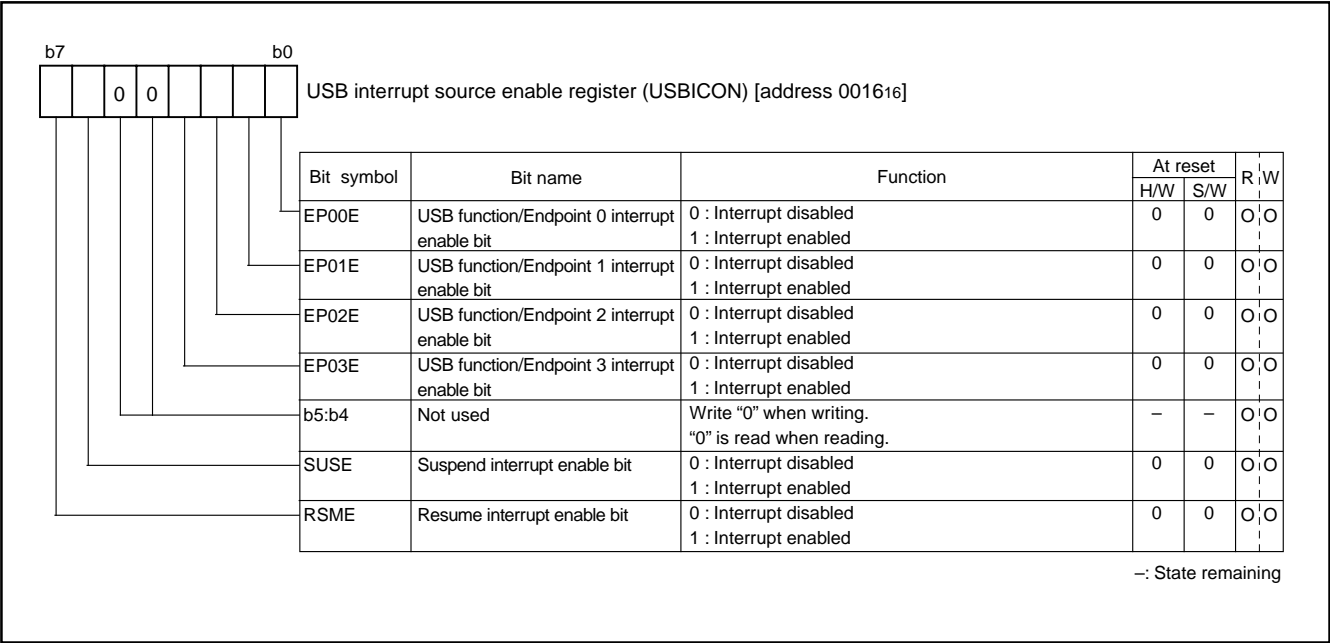 b7 b0
0 0
USB interrupt source enable register (USBICON) [address 001616]
Bit symbol Bit name Function At reset R W
H/W S/W
EP00E USB function/Endpoint 0 interrupt 0 : Interrupt disabled 0 0 O O
enable bit 1 : Interrupt enabled
EP01E USB function/Endpoint 1 interrupt 0 : Interrupt disabled 0 0 O O
enable bit 1 : Interrupt enabled
EP02E USB function/Endpoint 2 interrupt 0 : Interrupt disabled 0 0 O O
enable bit 1 : Interrupt enabled
EP03E USB function/Endpoint 3 interrupt 0 : Interrupt disabled 0 0 O O
enable bit 1 : Interrupt enabled
b5:b4 Not used Write “0” when writing. – – O O
“0” is read when reading.
SUSE Suspend interrupt enable bit 0 : Interrupt disabled 0 0 O O
1 : Interrupt enabled
RSME Resume interrupt enable bit 0 : Interrupt disabled 0 0 O O
1 : Interrupt enabled
–: State remaining